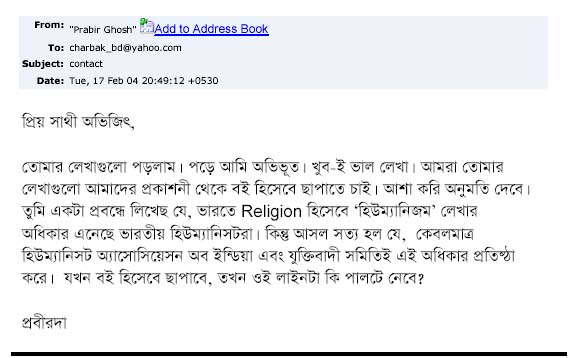 From: "Prabir Ghosh" Add to Address Book
To: charbak_bd@yahoo.com
Subject: contact
Date: Tue, 17 Feb 04 20:49:12 +0530
প্রিয় সাথী অভিজিৎ,
তোমার লেখাগুলো পড়লাম। পড়ে আমি অভিভূত। খুব-ই ভাল লেখা। আমরা তোমার
লেখাগুলো আমাদের প্রকাশনী থেকে বই হিসেবে ছাপাতে চাই। আশা করি অনুমতি দেবে।
তুমি একটা প্রবন্ধে লিখেছ যে, ভারতে Religion হিসেবে ‘হিউম্যানিজম’ লেখার
অধিকার এনেছে ভারতীয় হিউম্যানিসটরা। কিন্তু আসল সত্য হল যে, কেবলমাত্র
হিউম্যানিসট অ্যাসোসিয়েসন অব ইন্ডিয়া এবং যুক্তিবাদী সমিতিই এই অধিকার প্রতিষ্ঠা
করে। যখন বই হিসেবে ছাপাবে, তখন ওই লাইনটা কি পালটে নেবে?
প্রবীরদা